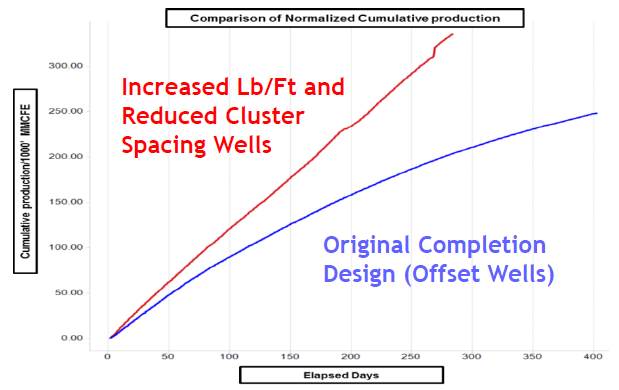 Comparison of Normalized Cumulative production
Cumulative production/1000' MMCFE
300.00
250.00
200.00
150.00
100.00
50.00
0.00
Increased Lb/Ft and
Reduced Cluster
Spacing Wells
Original Completion
Design (Offset Wells)
0
50
100
150
200
250
300
350
400
Elapsed Days